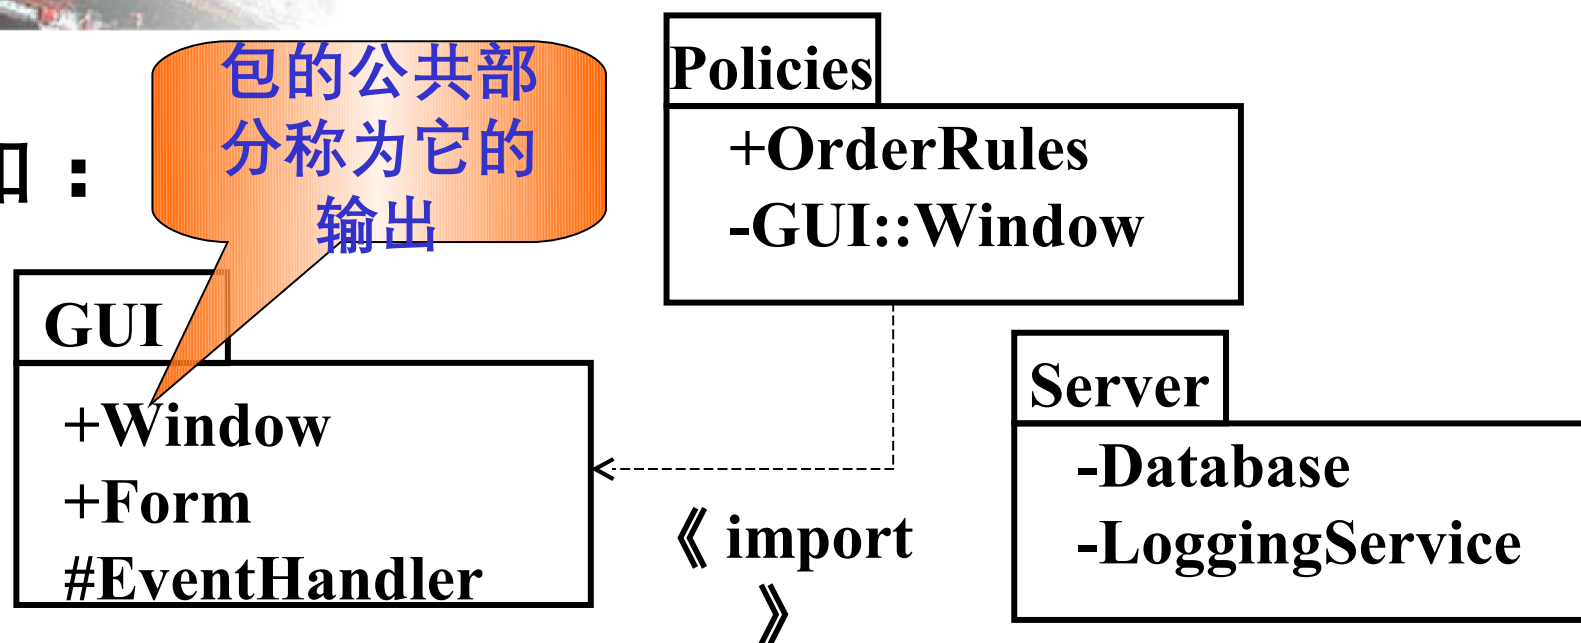 包的公共部
分称为它的
输出
：
Policies
+OrderRules
-GUI::Window
GUI
+Window
+Form
#EventHandler
《 import
》
Server
-Database
-LoggingService